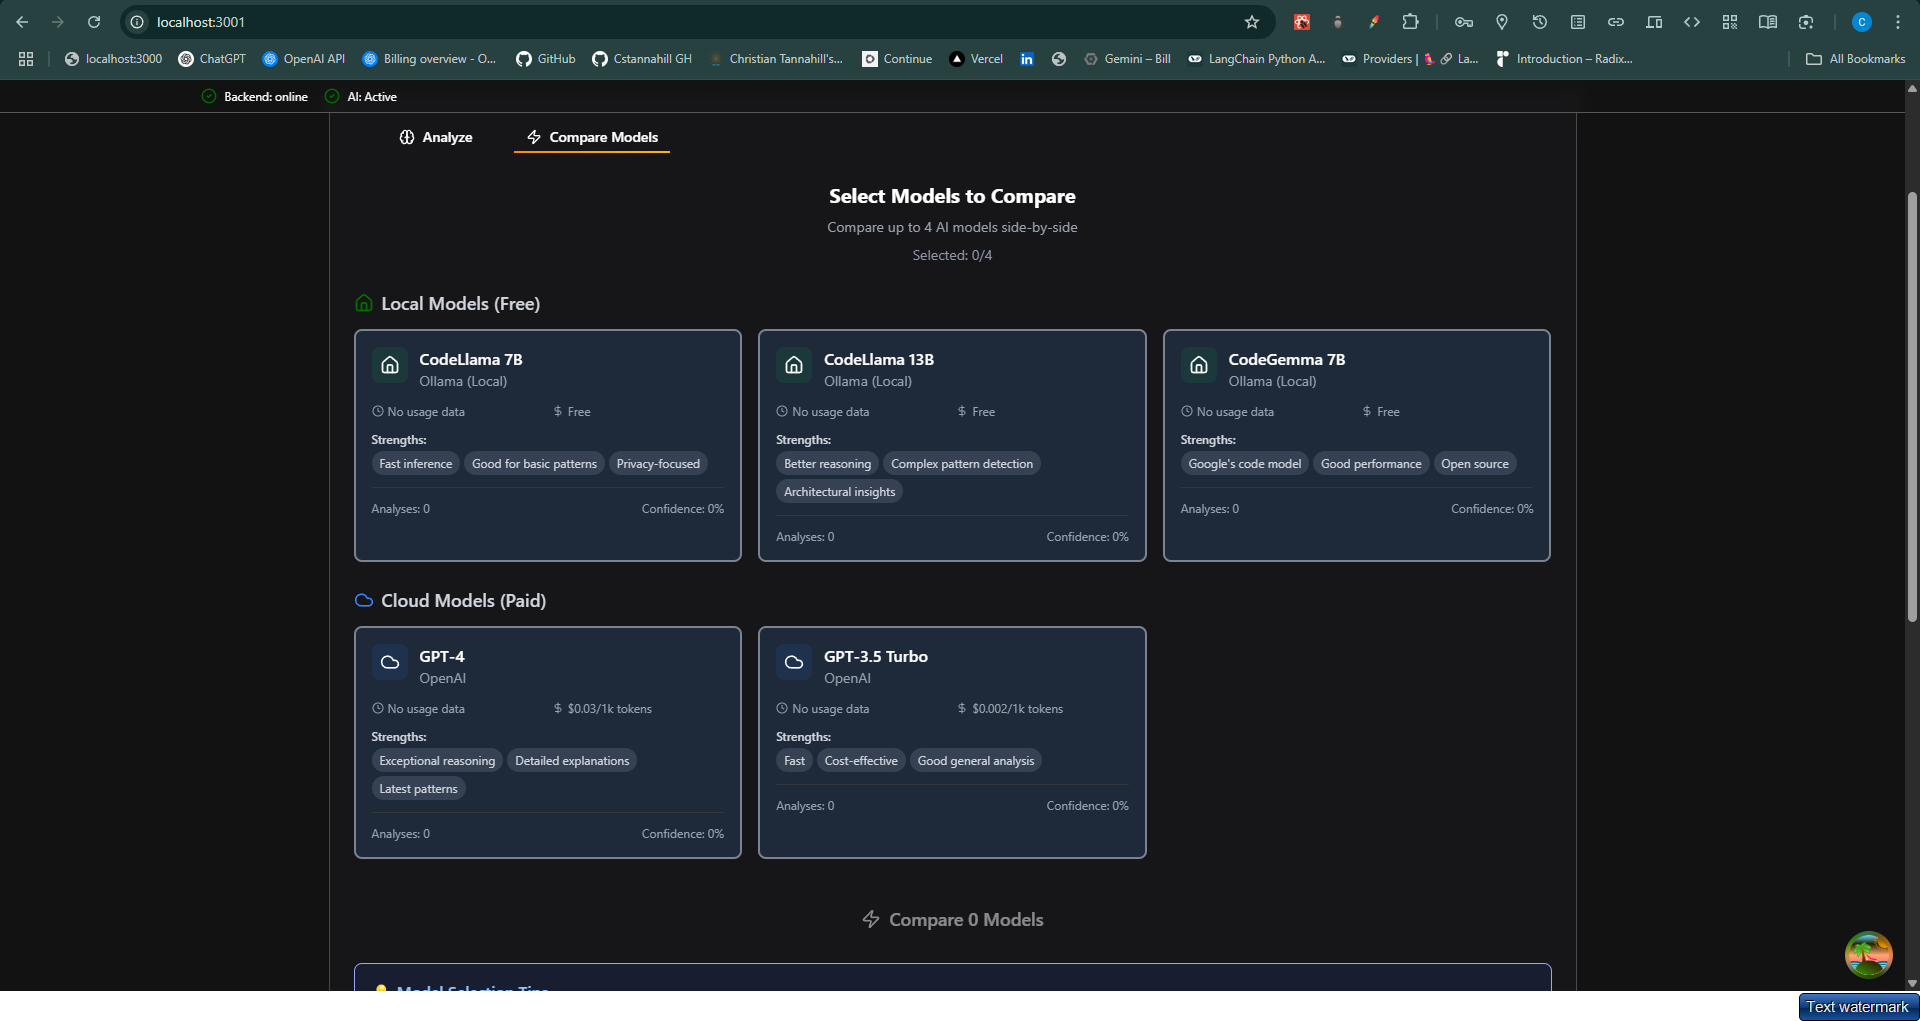 localhost:3001
C
localhost:3000
ChatGPT
OpenAI API
Billing overview - O...
GitHub
Cstannahill GH
Christian Tannahill's...
Continue
Vercel
in
Gemini – Bill
LangChain Python A...
Providers | 🦜🔗 La...
Introduction – Radix...
All Bookmarks
Backend: online
AI: Active
Analyze
Compare Models
Select Models to Compare
Compare up to 4 AI models side-by-side
Selected: 0/4
Local Models (Free)
CodeLlama 7B
Ollama (Local)
No usage data
$ Free
Strengths:
Fast inference
Good for basic patterns
Privacy-focused
Analyses: 0
Confidence: 0%
CodeLlama 13B
Ollama (Local)
No usage data
$ Free
Strengths:
Better reasoning
Complex pattern detection
Architectural insights
Analyses: 0
Confidence: 0%
CodeGemma 7B
Ollama (Local)
No usage data
$ Free
Strengths:
Google's code model
Good performance
Open source
Analyses: 0
Confidence: 0%
Cloud Models (Paid)
GPT-4
OpenAI
No usage data
$ $0.03/1k tokens
Strengths:
Exceptional reasoning
Detailed explanations
Latest patterns
Analyses: 0
Confidence: 0%
GPT-3.5 Turbo
OpenAI
No usage data
$ $0.002/1k tokens
Strengths:
Fast
Cost-effective
Good general analysis
Analyses: 0
Confidence: 0%
Compare 0 Models
Model Selection Tips
Text watermark